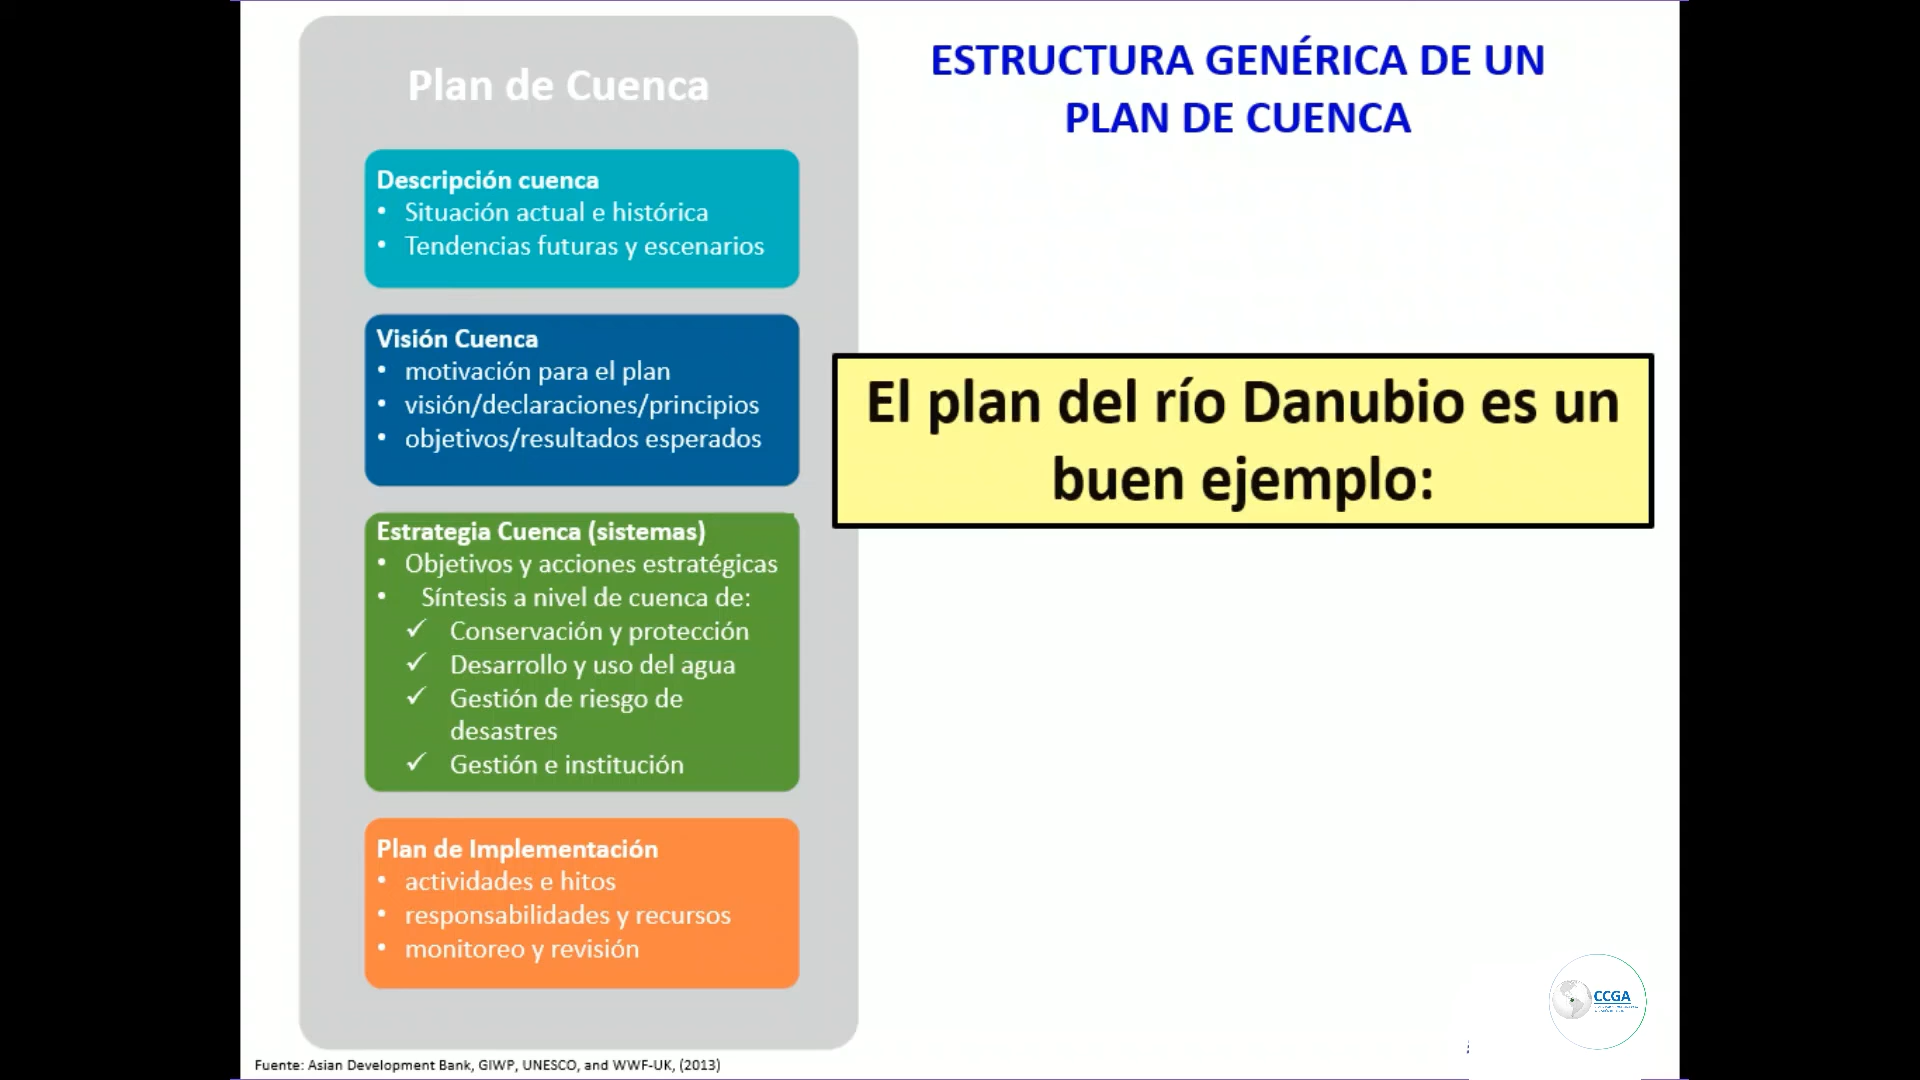 ESTRUCTURA GENÉRICA DE UN
PLAN DE CUENCA
Plan de Cuenca
Descripción cuenca
• Situación actual e histórica
• Tendencias futuras y escenarios
Visión Cuenca
• motivación para el plan
• visión/declaraciones/principios
• objetivos/resultados esperados
Estrategia Cuenca (sistemas)
• Objetivos y acciones estratégicas
• Síntesis a nivel de cuenca de:
✓ Conservación y protección
✓ Desarrollo y uso del agua
✓ Gestión de riesgo de
desastres
✓ Gestión e institución
Plan de Implementación
• actividades e hitos
• responsabilidades y recursos
• monitoreo y revisión
El plan del río Danubio es un
buen ejemplo:
CCGA
Fuente: Asian Development Bank, GIWP, UNESCO, and WWF-UK, (2013)